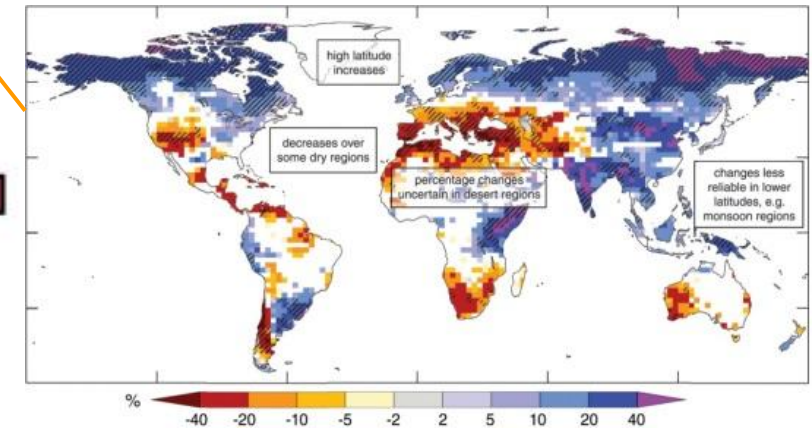 high latitude
increases
decreases over
some dry regions
percentage changes
uncertain in desert regions
changes less
reliable in lower
latitudes, e.g.
monsoon regions
%
-40 -20 -10 -5 -2 2 5 10 20 40